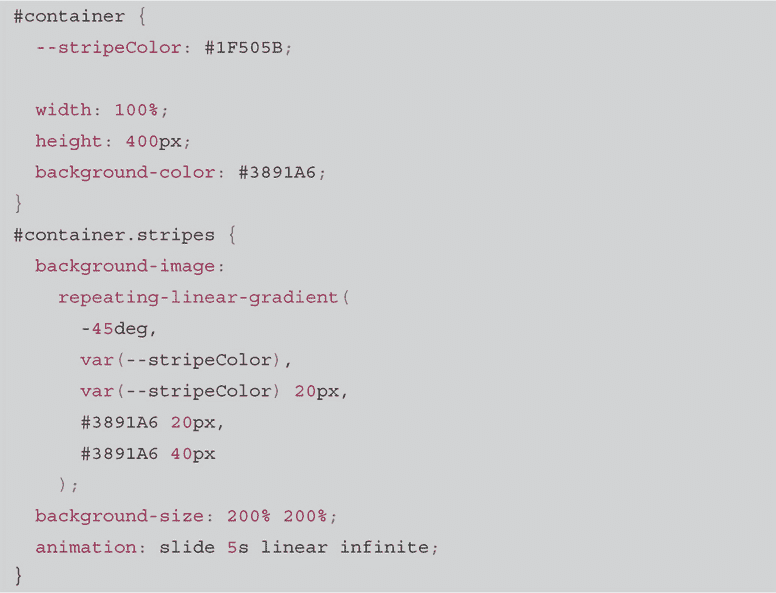 #container {
  --stripeColor: #1F505B;

  width: 100%;
  height: 400px;
  background-color: #3891A6;
}
#container.stripes {
  background-image:
    repeating-linear-gradient(
      -45deg,
      var(--stripeColor),
      var(--stripeColor) 20px,
      #3891A6 20px,
      #3891A6 40px
    );
  background-size: 200% 200%;
  animation: slide 5s linear infinite;
}